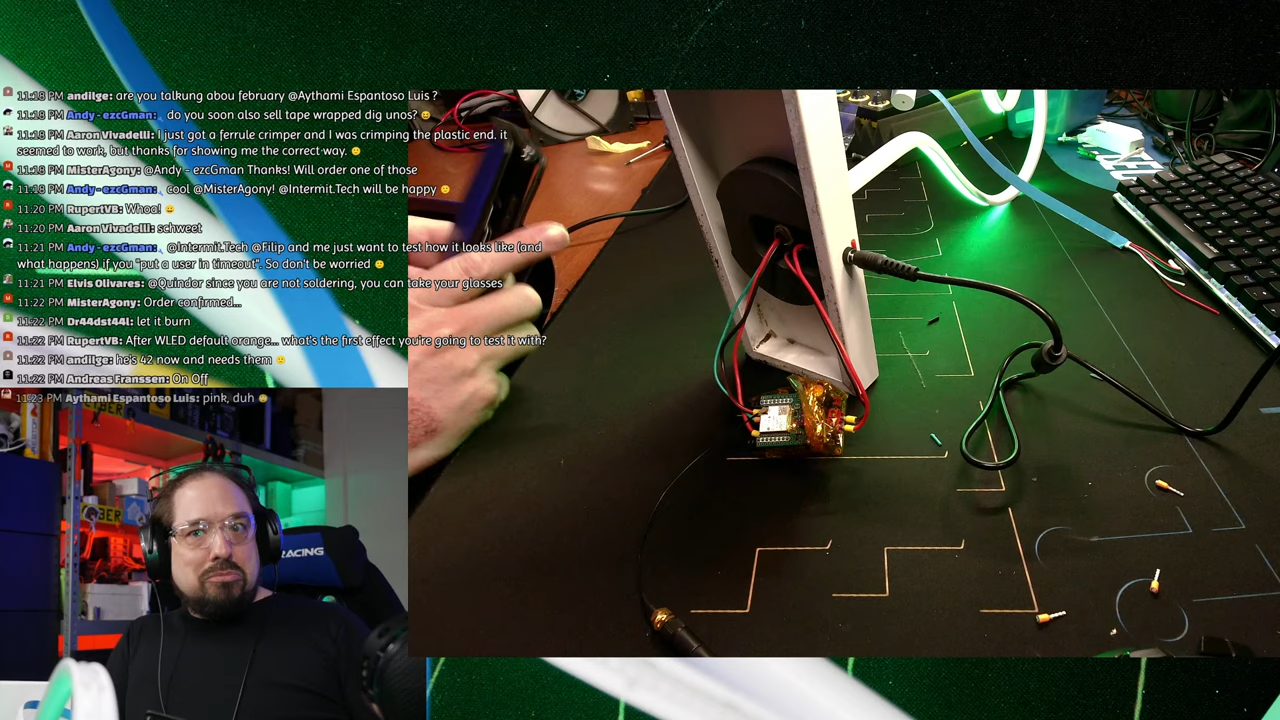 11:18 PM andilge: are you talkung abou february @Aythami Espantoso Luis ?
11:18 PM Andy - ezcGman: do you soon also sell tape wrapped dig unos?
11:18 PM Aaron Vivadelli: I just got a ferrule crimper and I was crimping the plastic end. it
seemed to work, but thanks for showing me the correct way.
11:18 PM MisterAgony: @Andy - ezcGman Thanks! Will order one of those
11:18 PM Andy - ezcGman: cool @MisterAgony! @Intermit.Tech will be happy
11:20 PM RupertVB: Whoa!
11:20 PM Aaron Vivadelli: schweet
11:21 PM Andy - ezcGman: @Intermit.Tech @Filip and me just want to test how it looks like (and
what happens) if you "put a user in timeout". So don't be worried
11:21 PM Elvis Olivares: @Quindor since you are not soldering, you can take your glasses
11:22 PM MisterAgony: Order confirmed...
11:22 PM Dr44dst44l: let it burn
11:22 PM RupertVB: After WLED default orange... what's the first effect you're going to test it with?
11:22 PM andilge: he's 42 now and needs them
11:22 PM Andreas Franssen: On Off
11:23 PM Aythami Espantoso Luis: pink, duh
RACING